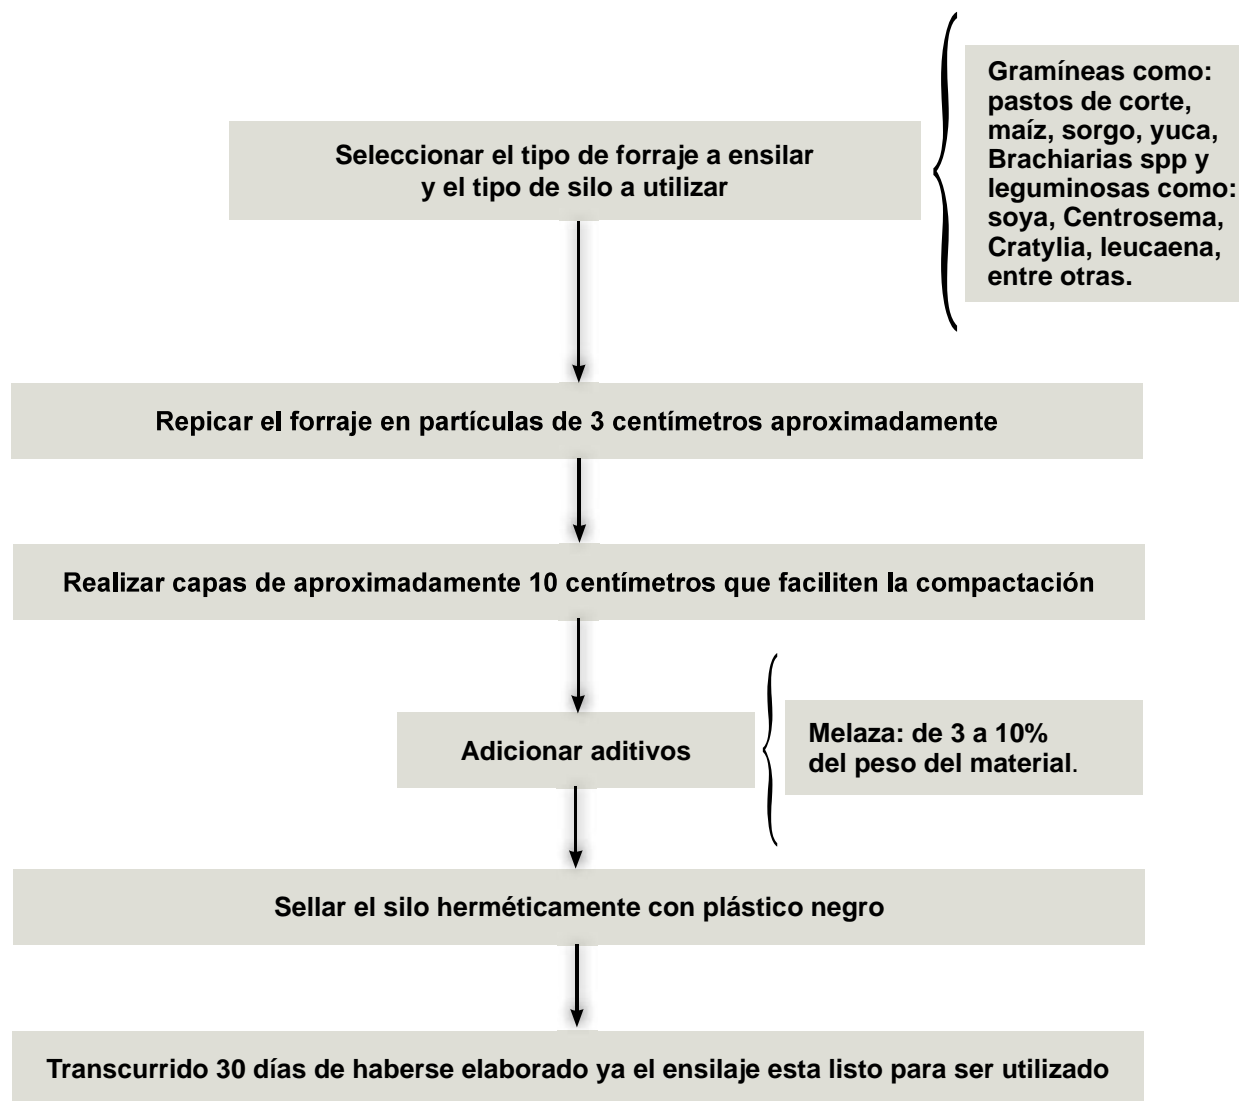 Seleccionar el tipo de forraje a ensilar
y el tipo de silo a utilizar
Gramíneas como:
pastos de corte,
maíz, sorgo, yuca,
Brachiarias spp y
leguminosas como:
soya, Centrosema,
Cratylia, leucaena,
entre otras.
Repicar el forraje en partículas de 3 centímetros aproximadamente
Realizar capas de aproximadamente 10 centímetros que faciliten la compactación
Adicionar aditivos
Melaza: de 3 a 10%
del peso del material.
Sellar el silo herméticamente con plástico negro
Transcurrido 30 días de haberse elaborado ya el ensilaje esta listo para ser utilizado